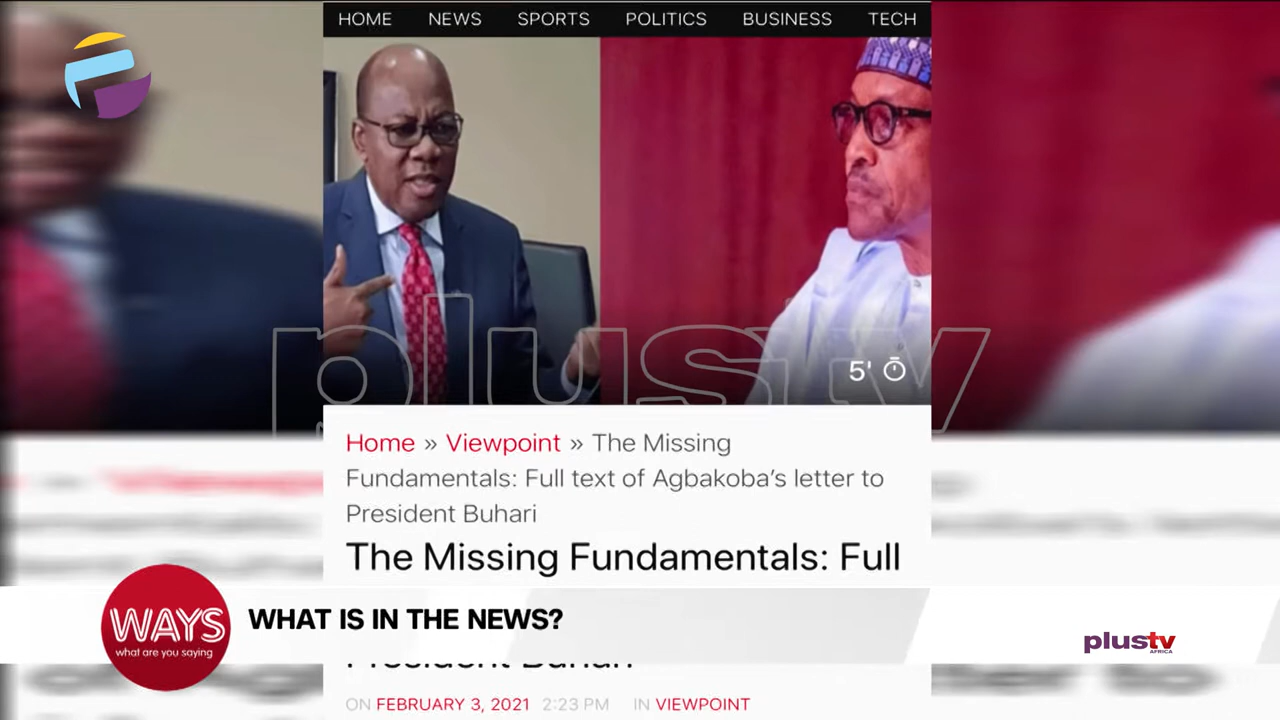 HOME NEWS SPORTS POLITICS BUSINESS TECH
plustv
5'
Home » Viewpoint » The Missing
Fundamentals: Full text of Agbakoba’s letter to
President Buhari
The Missing Fundamentals: Full
WHAT IS IN THE NEWS?
WAYS
what are you saying
plustv
AFRICA
President Buhari
ON FEBRUARY 3, 2021 2:23 PM IN VIEWPOINT